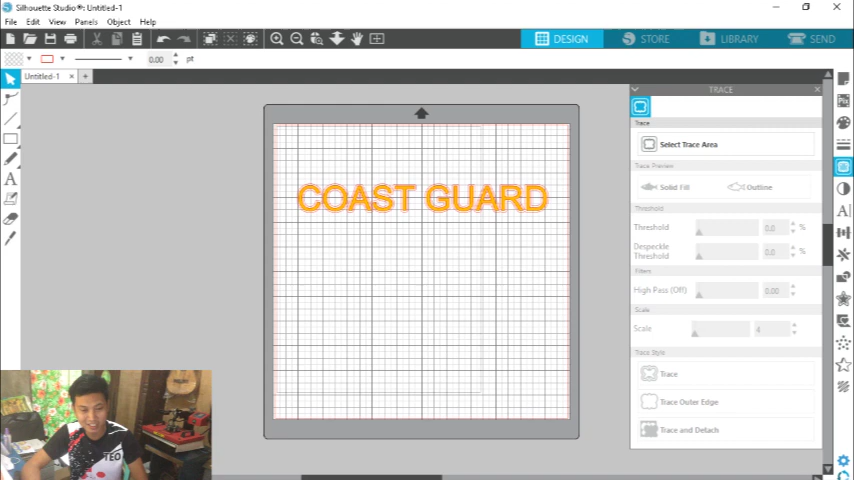 Silhouette Studio®: Untitled-1
File Edit View Panels Object Help
DESIGN STORE LIBRARY SEND
0.00 pt
Untitled-1 × +
TRACE
Trace
Select Trace Area
Trace Preview
Solid Fill Outline
Threshold
Threshold 0.0 %
Despeckle Threshold 0.0 %
Filters
High Pass (Off) 0.00
Scale
Scale 4
Trace Style
Trace
Trace Outer Edge
Trace and Detach
COAST GUARD
TEO